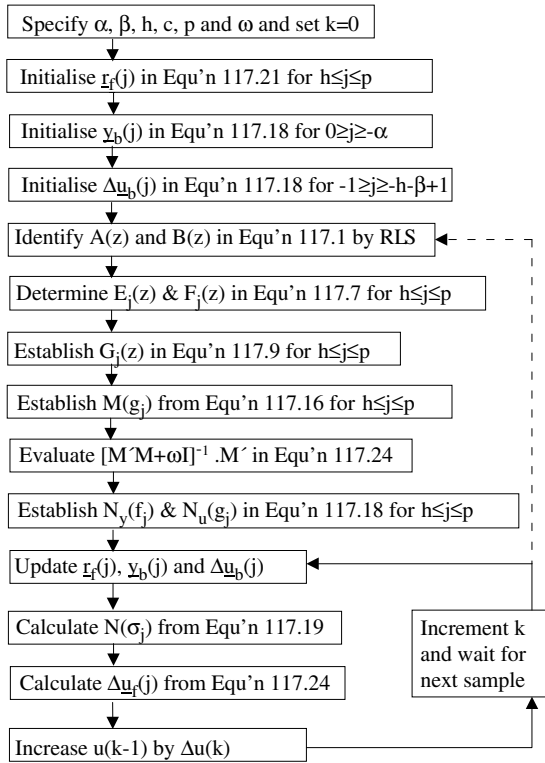 Specify α, β, h, c, p and ω and set k=0
Initialise r_f(j) in Equ'n 117.21 for h≤j≤p
Initialise y_b(j) in Equ'n 117.18 for 0≥j≥-α
Initialise Δu_b(j) in Equ'n 117.18 for -1≥j≥-h-β+1
Identify A(z) and B(z) in Equ'n 117.1 by RLS
Determine E_j(z) & F_j(z) in Equ'n 117.7 for h≤j≤p
Establish G_j(z) in Equ'n 117.9 for h≤j≤p
Establish M(g_j) from Equ'n 117.16 for h≤j≤p
Evaluate [M´M+ωI]^-1 .M´ in Equ'n 117.24
Establish N_y(f_j) & N_u(g_j) in Equ'n 117.18 for h≤j≤p
Update r_f(j), y_b(j) and Δu_b(j)
Calculate N(σ_j) from Equ'n 117.19
Calculate Δu_f(j) from Equ'n 117.24
Increase u(k-1) by Δu(k)
Increment k
and wait for
next sample